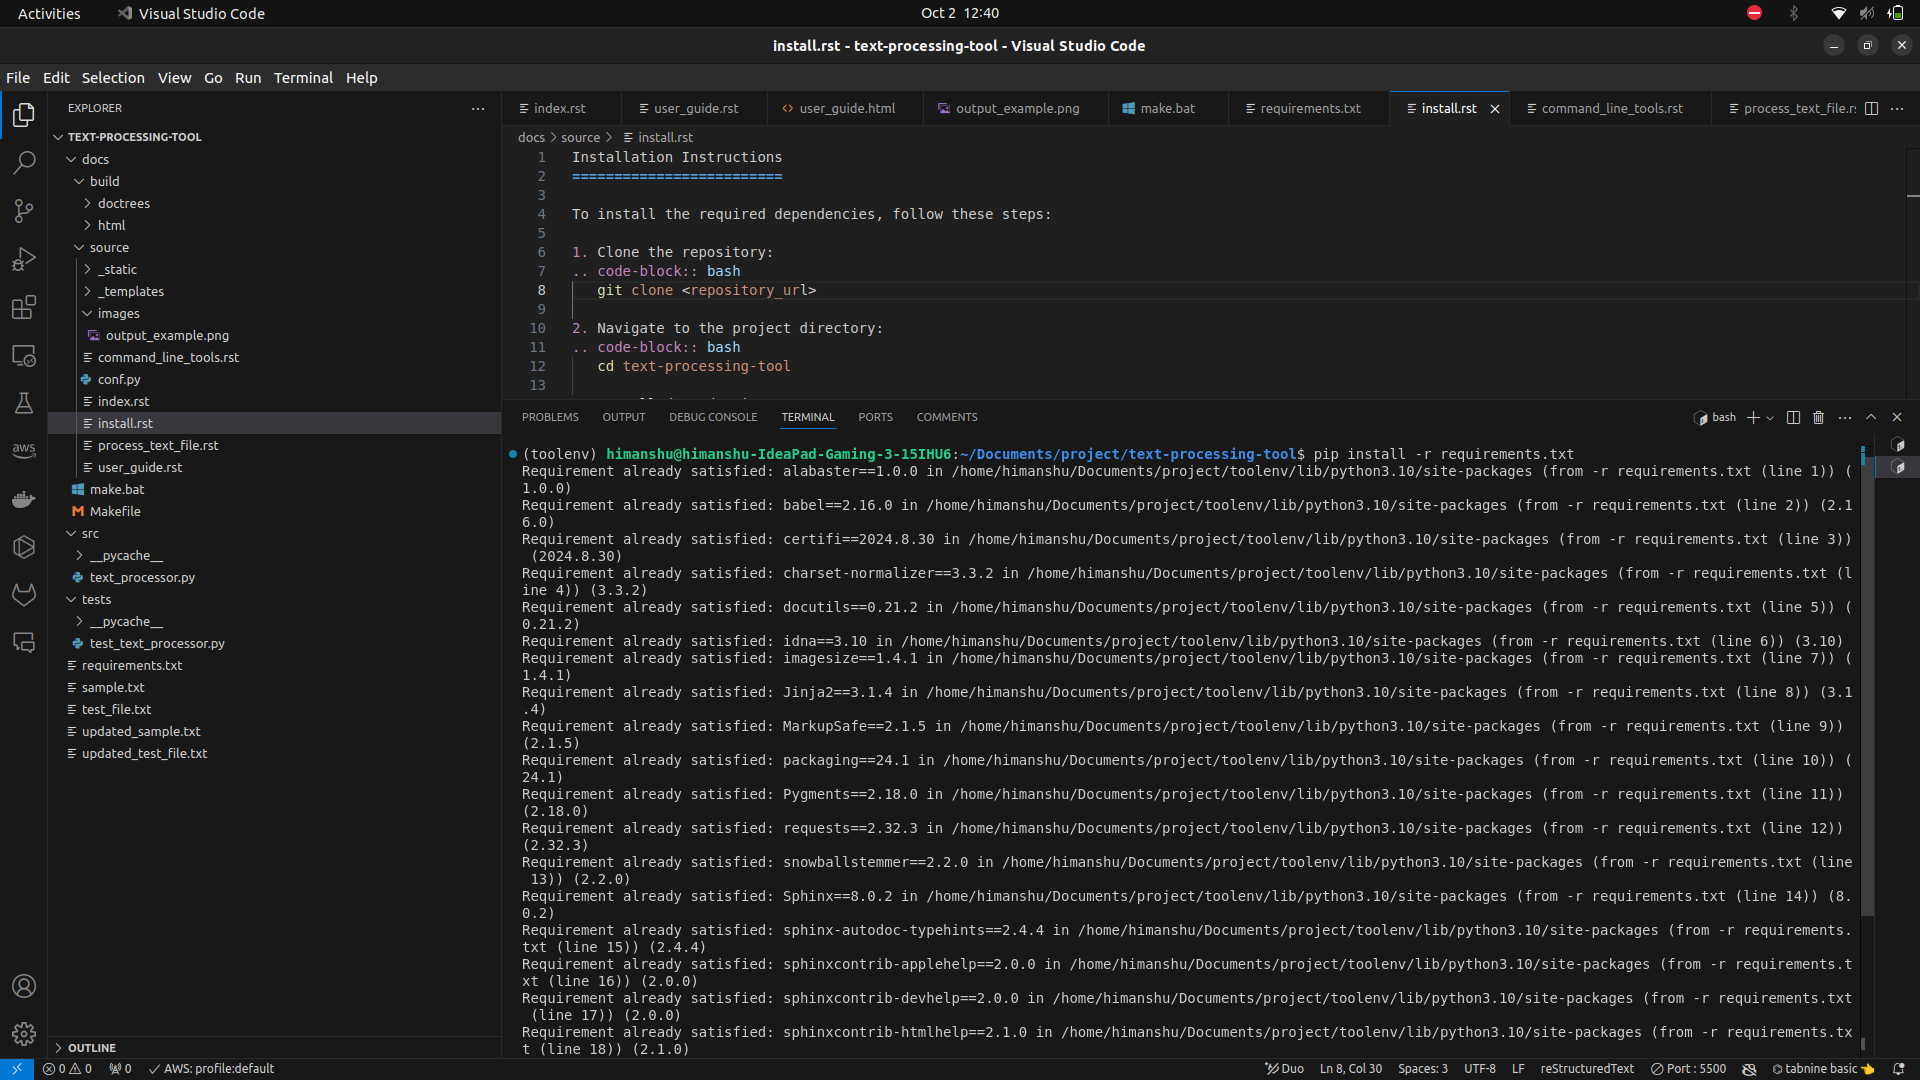 Activities
Visual Studio Code
Oct 2 12:40
install.rst - text-processing-tool - Visual Studio Code
File Edit Selection View Go Run Terminal Help
EXPLORER
TEXT-PROCESSING-TOOL
docs
build
doctrees
html
source
_static
_templates
images
output_example.png
command_line_tools.rst
conf.py
index.rst
install.rst
process_text_file.rst
user_guide.rst
make.bat
Makefile
src
__pycache__
text_processor.py
tests
__pycache__
test_text_processor.py
requirements.txt
sample.txt
test_file.txt
updated_sample.txt
updated_test_file.txt
OUTLINE
aws
index.rst user_guide.rst user_guide.html output_example.png make.bat requirements.txt install.rst command_line_tools.rst process_text_file.r
docs > source > install.rst
1 Installation Instructions
2 =========================
3
4 To install the required dependencies, follow these steps:
5
6 1. Clone the repository:
7 .. code-block:: bash
8 git clone <repository_url>
9
10 2. Navigate to the project directory:
11 .. code-block:: bash
12 cd text-processing-tool
13
PROBLEMS OUTPUT DEBUG CONSOLE TERMINAL PORTS COMMENTS
bash
(toolenv) himanshu@himanshu-IdeaPad-Gaming-3-15IHU6:~/Documents/project/text-processing-tool$ pip install -r requirements.txt
Requirement already satisfied: alabaster==1.0.0 in /home/himanshu/Documents/project/toolenv/lib/python3.10/site-packages (from -r requirements.txt (line 1)) (
1.0.0)
Requirement already satisfied: babel==2.16.0 in /home/himanshu/Documents/project/toolenv/lib/python3.10/site-packages (from -r requirements.txt (line 2)) (2.1
6.0)
Requirement already satisfied: certifi==2024.8.30 in /home/himanshu/Documents/project/toolenv/lib/python3.10/site-packages (from -r requirements.txt (line 3))
(2024.8.30)
Requirement already satisfied: charset-normalizer==3.3.2 in /home/himanshu/Documents/project/toolenv/lib/python3.10/site-packages (from -r requirements.txt (l
ine 4)) (3.3.2)
Requirement already satisfied: docutils==0.21.2 in /home/himanshu/Documents/project/toolenv/lib/python3.10/site-packages (from -r requirements.txt (line 5)) (
0.21.2)
Requirement already satisfied: idna==3.10 in /home/himanshu/Documents/project/toolenv/lib/python3.10/site-packages (from -r requirements.txt (line 6)) (3.10)
Requirement already satisfied: imagesize==1.4.1 in /home/himanshu/Documents/project/toolenv/lib/python3.10/site-packages (from -r requirements.txt (line 7)) (
1.4.1)
Requirement already satisfied: Jinja2==3.1.4 in /home/himanshu/Documents/project/toolenv/lib/python3.10/site-packages (from -r requirements.txt (line 8)) (3.1
.4)
Requirement already satisfied: MarkupSafe==2.1.5 in /home/himanshu/Documents/project/toolenv/lib/python3.10/site-packages (from -r requirements.txt (line 9))
(2.1.5)
Requirement already satisfied: packaging==24.1 in /home/himanshu/Documents/project/toolenv/lib/python3.10/site-packages (from -r requirements.txt (line 10)) (
24.1)
Requirement already satisfied: Pygments==2.18.0 in /home/himanshu/Documents/project/toolenv/lib/python3.10/site-packages (from -r requirements.txt (line 11))
(2.18.0)
Requirement already satisfied: requests==2.32.3 in /home/himanshu/Documents/project/toolenv/lib/python3.10/site-packages (from -r requirements.txt (line 12))
(2.32.3)
Requirement already satisfied: snowballstemmer==2.2.0 in /home/himanshu/Documents/project/toolenv/lib/python3.10/site-packages (from -r requirements.txt (line
13)) (2.2.0)
Requirement already satisfied: Sphinx==8.0.2 in /home/himanshu/Documents/project/toolenv/lib/python3.10/site-packages (from -r requirements.txt (line 14)) (8.
0.2)
Requirement already satisfied: sphinx-autodoc-typehints==2.4.4 in /home/himanshu/Documents/project/toolenv/lib/python3.10/site-packages (from -r requirements.
txt (line 15)) (2.4.4)
Requirement already satisfied: sphinxcontrib-applehelp==2.0.0 in /home/himanshu/Documents/project/toolenv/lib/python3.10/site-packages (from -r requirements.t
xt (line 16)) (2.0.0)
Requirement already satisfied: sphinxcontrib-devhelp==2.0.0 in /home/himanshu/Documents/project/toolenv/lib/python3.10/site-packages (from -r requirements.txt
(line 17)) (2.0.0)
Requirement already satisfied: sphinxcontrib-htmlhelp==2.1.0 in /home/himanshu/Documents/project/toolenv/lib/python3.10/site-packages (from -r requirements.tx
t (line 18)) (2.1.0)
0 0 0 AWS: profile:default Duo Ln 8, Col 30 Spaces: 3 UTF-8 LF reStructuredText Port : 5500 tabnine basic